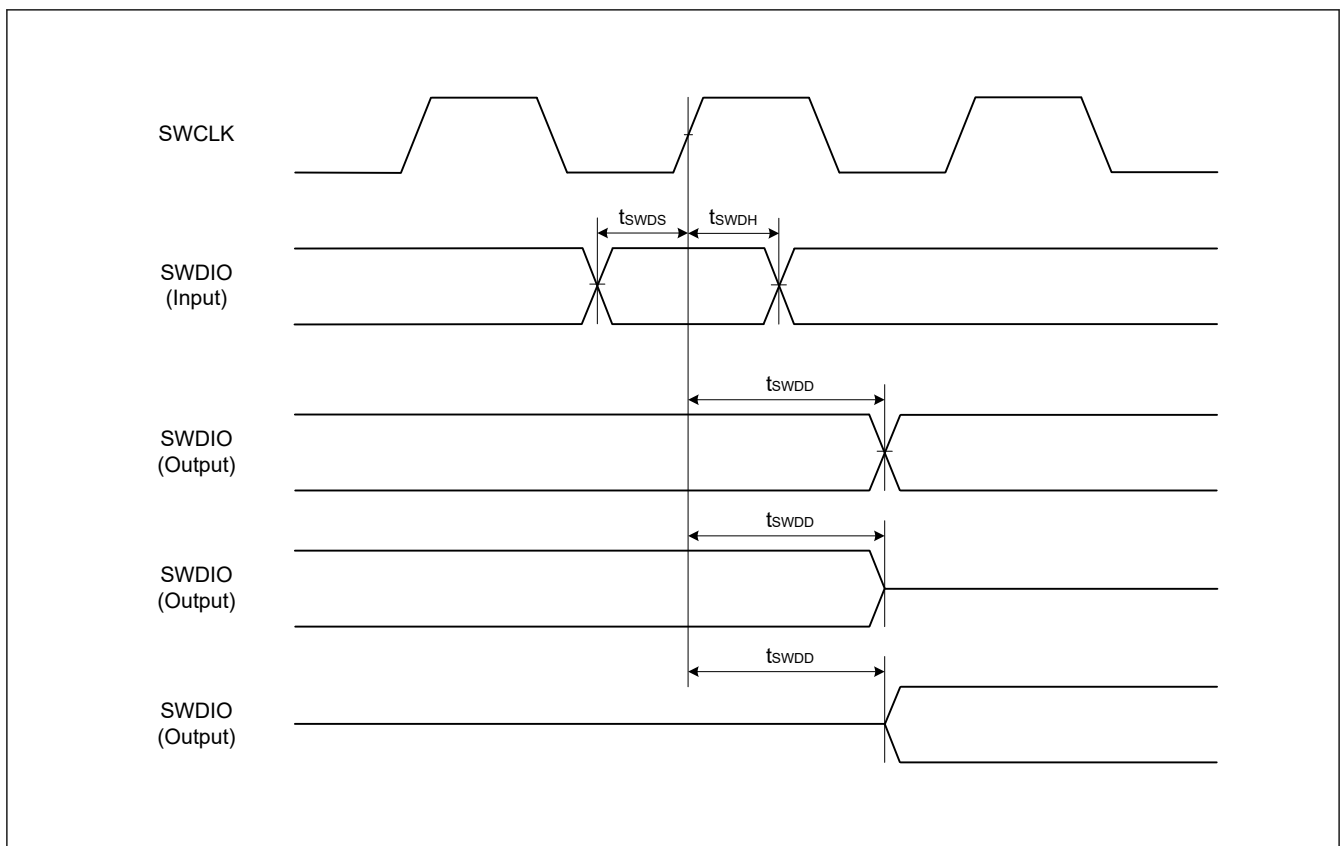 SWCLK
tSWDS
tSWDH
SWDIO
(Input)
tSWDD
SWDIO
(Output)
tSWDD
SWDIO
(Output)
tSWDD
SWDIO
(Output)